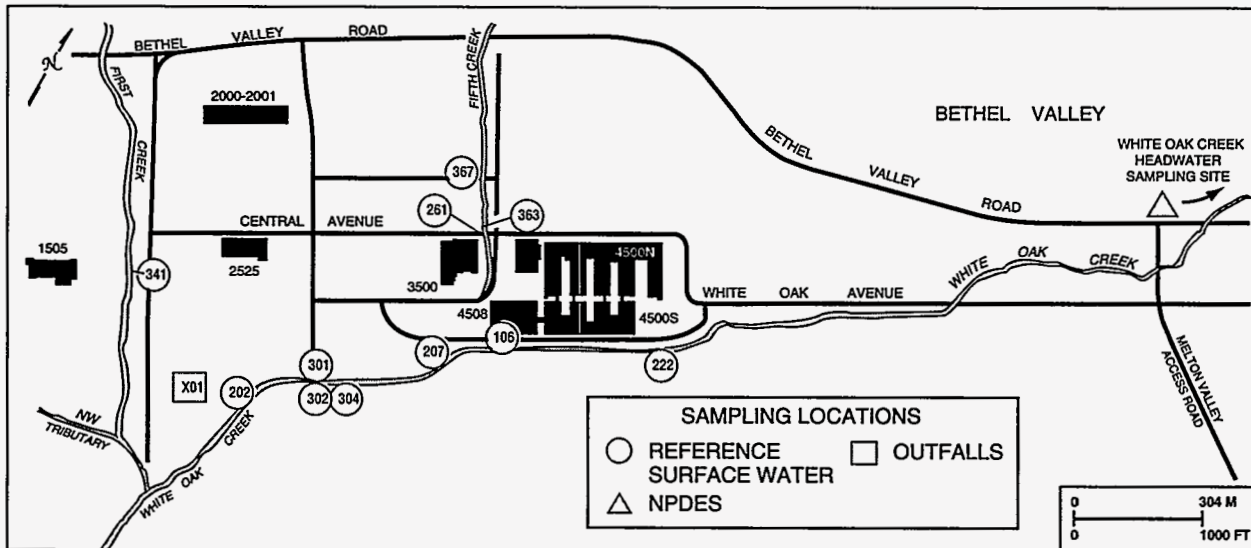 N
BETHEL VALLEY ROAD
FIRST CREEK
2000-2001
FIFTH CREEK
BETHEL VALLEY
BETHEL VALLEY ROAD
WHITE OAK CREEK
HEADWATER
SAMPLING SITE
367
261
363
CENTRAL AVENUE
1505
2525
3500
4500N
341
WHITE OAK CREEK
WHITE OAK AVENUE
4508
4500S
106
207
222
301
X01
202
302
304
MELTON VALLEY
ACCESS ROAD
NW
TRIBUTARY
WHITE OAK CREEK
SAMPLING LOCATIONS
REFERENCE
SURFACE WATER
OUTFALLS
NPDES
0 304 M
0 1000 FT